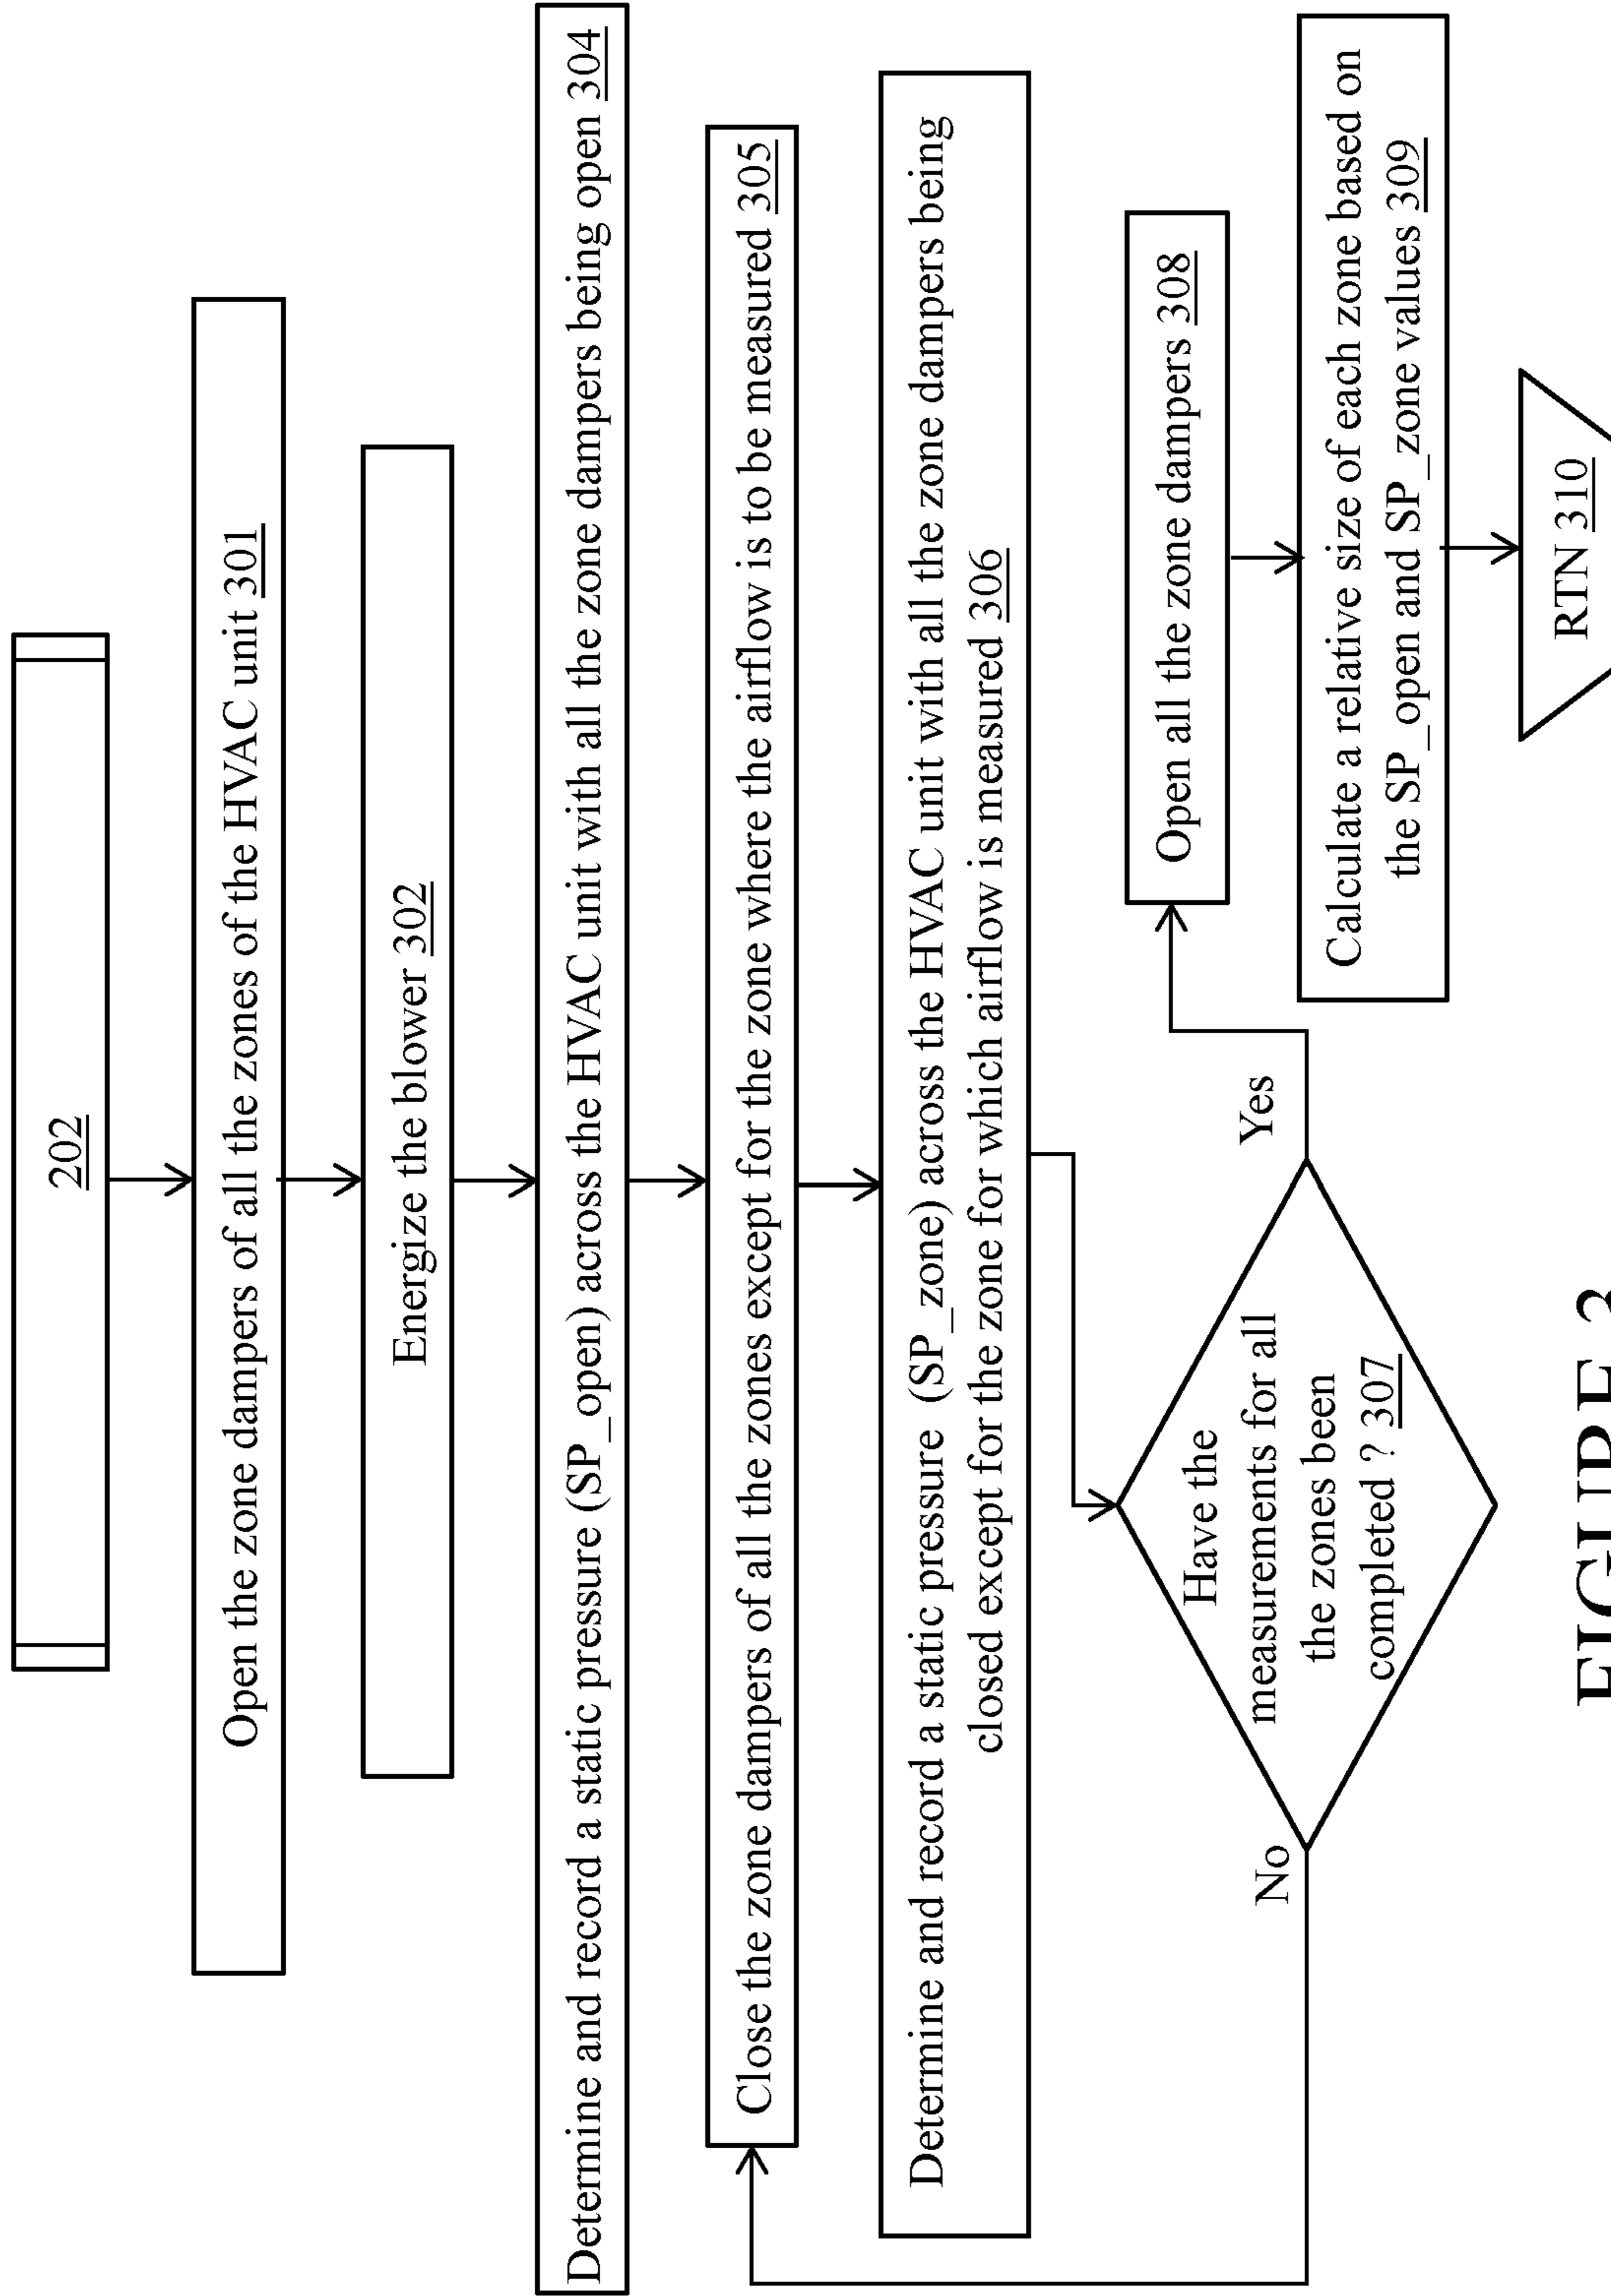 202
Open the zone dampers of all the zones of the HVAC unit 301
Energize the blower 302
Determine and record a static pressure (SP_open) across the HVAC unit with all the zone dampers being open 304
Close the zone dampers of all the zones except for the zone where the airflow is to be measured 305
Determine and record a static pressure (SP_zone) across the HVAC unit with all the zone dampers being
closed except for the zone for which airflow is measured 306
Have the
measurements for all
the zones been
completed ? 307
No
Yes
Open all the zone dampers 308
Calculate a relative size of each zone based on
the SP_open and SP_zone values 309
RTN 310
FIGURE 3